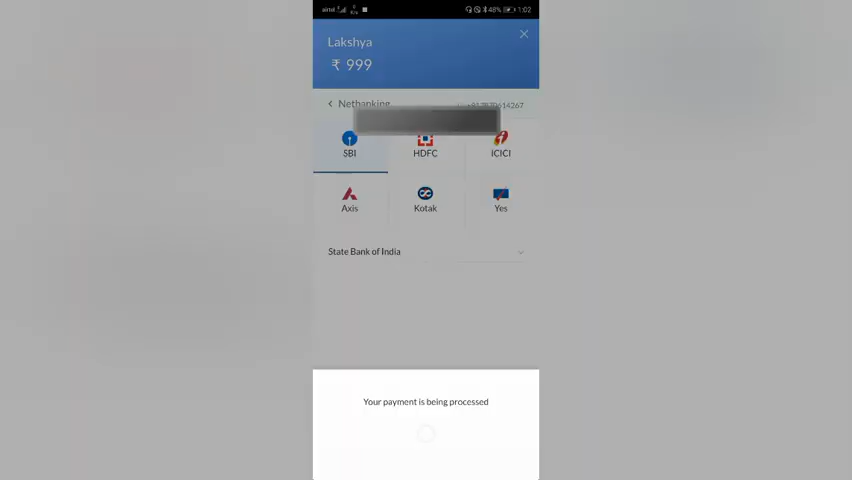 airtel
48%
1:02
Lakshya
₹ 999
Netbanking
SBI
HDFC
ICICI
Axis
Kotak
Yes
State Bank of India
Your payment is being processed